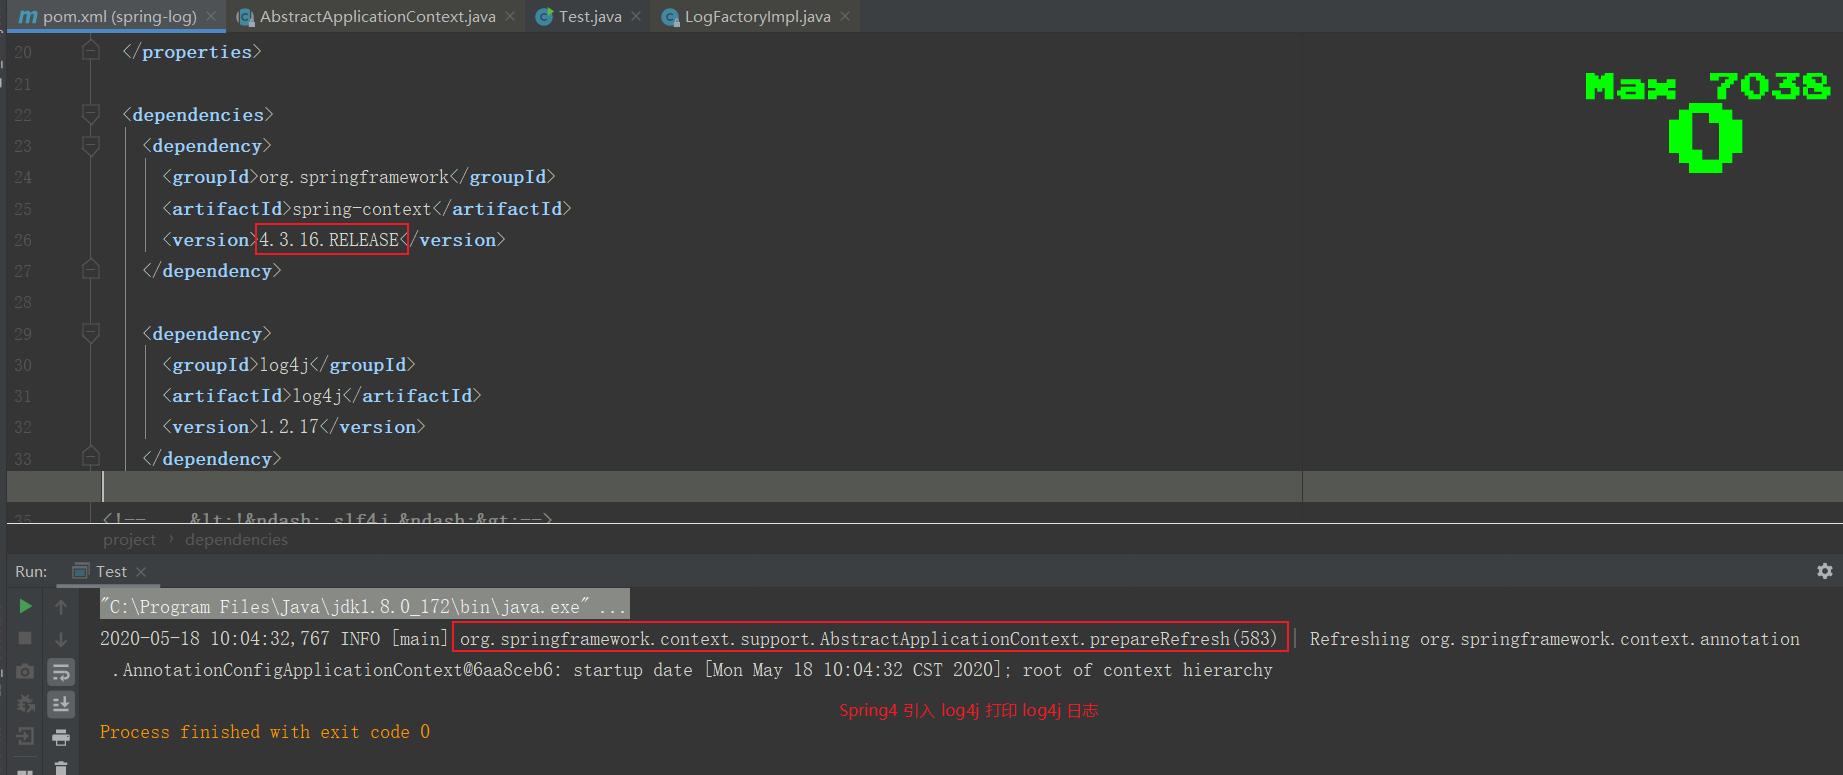 pom.xml (spring-log)
AbstractApplicationContext.java
Test.java
LogFactoryImpl.java
20 </properties>
21
22 <dependencies>
23 <dependency>
24 <groupId>org.springframework</groupId>
25 <artifactId>spring-context</artifactId>
26 <version>4.3.16.RELEASE</version>
27 </dependency>
28
29 <dependency>
30 <groupId>log4j</groupId>
31 <artifactId>log4j</artifactId>
32 <version>1.2.17</version>
33 </dependency>
35 <!-- &lt;!&ndash; slf4j &ndash;&gt;-->
Max 7038
0
project › dependencies
Run: Test
"C:\Program Files\Java\jdk1.8.0_172\bin\java.exe" ...
2020-05-18 10:04:32,767 INFO [main] org.springframework.context.support.AbstractApplicationContext.prepareRefresh(583) | Refreshing org.springframework.context.annotation
.AnnotationConfigApplicationContext@6aa8ceb6: startup date [Mon May 18 10:04:32 CST 2020]; root of context hierarchy
Spring4 引入 log4j 打印 log4j 日志
Process finished with exit code 0